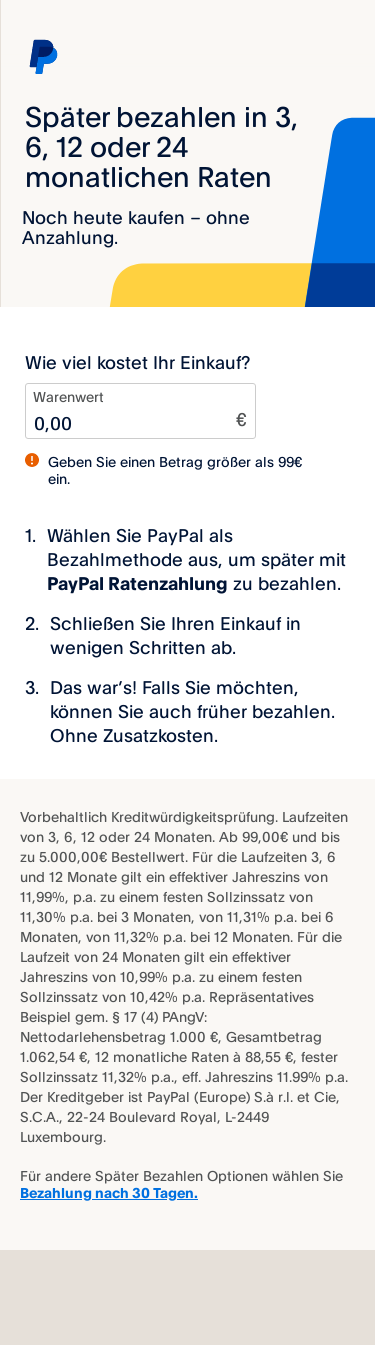 Später bezahlen in 3,
6, 12 oder 24
monatlichen Raten
Noch heute kaufen – ohne
Anzahlung.
Wie viel kostet Ihr Einkauf?
Warenwert
0,00 €
Geben Sie einen Betrag größer als 99€
ein.
1. Wählen Sie PayPal als
Bezahlmethode aus, um später mit
PayPal Ratenzahlung zu bezahlen.
2. Schließen Sie Ihren Einkauf in
wenigen Schritten ab.
3. Das war’s! Falls Sie möchten,
können Sie auch früher bezahlen.
Ohne Zusatzkosten.
Vorbehaltlich Kreditwürdigkeitsprüfung. Laufzeiten
von 3, 6, 12 oder 24 Monaten. Ab 99,00€ und bis
zu 5.000,00€ Bestellwert. Für die Laufzeiten 3, 6
und 12 Monate gilt ein effektiver Jahreszins von
11,99%, p.a. zu einem festen Sollzinssatz von
11,30% p.a. bei 3 Monaten, von 11,31% p.a. bei 6
Monaten, von 11,32% p.a. bei 12 Monaten. Für die
Laufzeit von 24 Monaten gilt ein effektiver
Jahreszins von 10,99% p.a. zu einem festen
Sollzinssatz von 10,42% p.a. Repräsentatives
Beispiel gem. § 17 (4) PAngV:
Nettodarlehensbetrag 1.000 €, Gesamtbetrag
1.062,54 €, 12 monatliche Raten à 88,55 €, fester
Sollzinssatz 11,32% p.a., eff. Jahreszins 11.99% p.a.
Der Kreditgeber ist PayPal (Europe) S.à r.l. et Cie,
S.C.A., 22-24 Boulevard Royal, L-2449
Luxembourg.
Für andere Später Bezahlen Optionen wählen Sie
Bezahlung nach 30 Tagen.